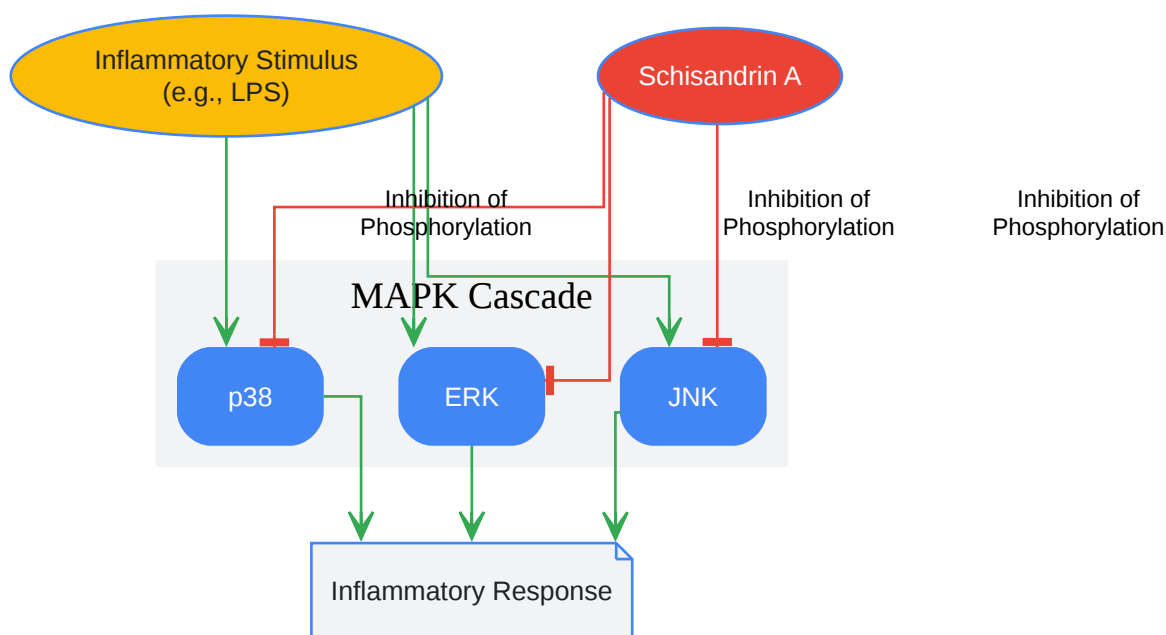 Inflammatory Stimulus
(e.g., LPS)
Schisandrin A
Inhibition of
Phosphorylation
Inhibition of
Phosphorylation
Inhibition of
Phosphorylation
MAPK Cascade
p38
ERK
JNK
Inflammatory Response